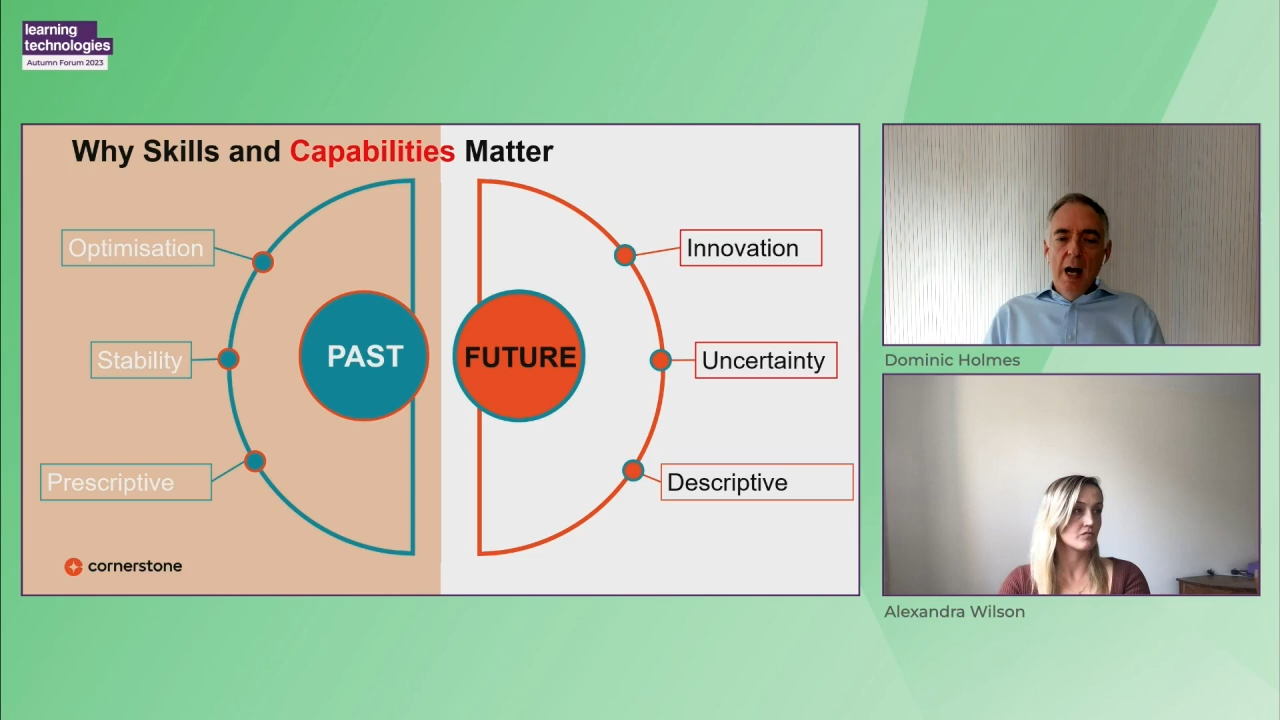 learning
technologies
Autumn Forum 2023
Why Skills and Capabilities Matter
Optimisation
Stability
Prescriptive
PAST
FUTURE
Innovation
Uncertainty
Descriptive
cornerstone
Dominic Holmes
Alexandra Wilson